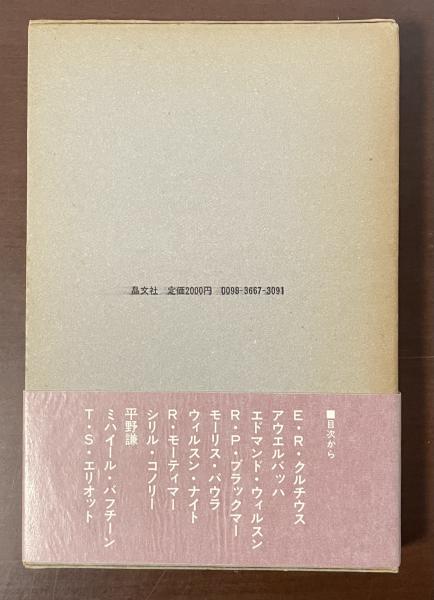 晶文社 定価2000円 0098-3667-3091
■目次から
E・R・クルチウス
アウエルバッハ
エドマンド・ウィルスン
R・P・ブラックマー
モーリス・バウラ
ウィルスン・ナイト
R・モーティマー
シリル・コノリー
平野謙
ミハイール・バフチーン
T・S・エリオット